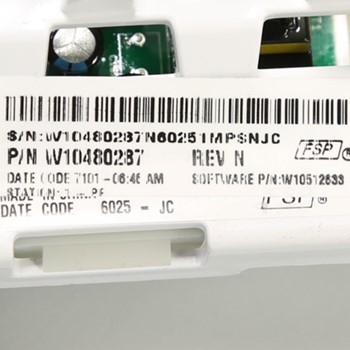 S/N:W10480287N60251MPSNJC
P/N W10480287 REV N FSP®
DATE CODE 7101-06:46 AM SOFTWARE P/N:W10512633
DATE CODE 6025 - JC FSP®